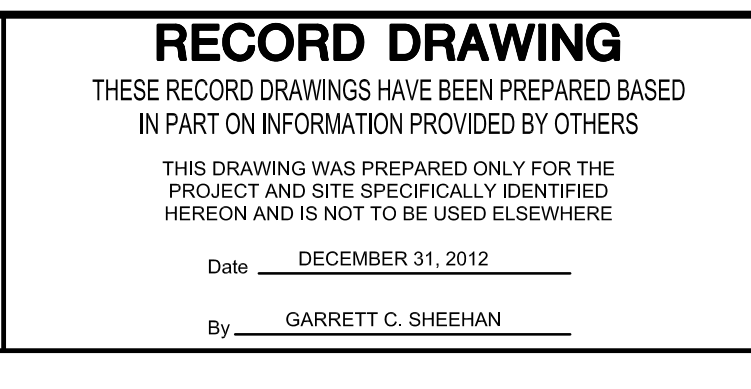 RECORD DRAWING
THESE RECORD DRAWINGS HAVE BEEN PREPARED BASED
IN PART ON INFORMATION PROVIDED BY OTHERS
THIS DRAWING WAS PREPARED ONLY FOR THE
PROJECT AND SITE SPECIFICALLY IDENTIFIED
HEREON AND IS NOT TO BE USED ELSEWHERE
Date DECEMBER 31, 2012
By GARRETT C. SHEEHAN